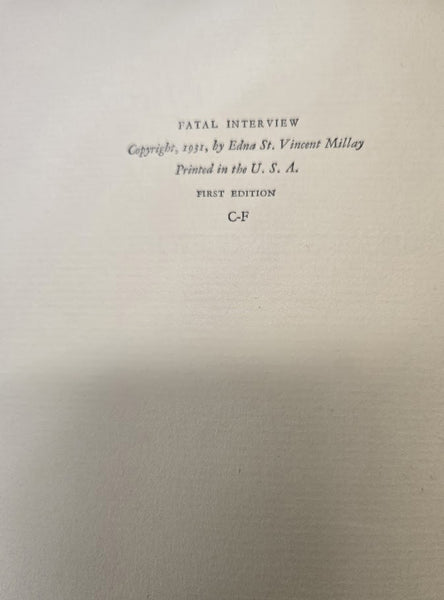 FATAL INTERVIEW
Copyright, 1931, by Edna St. Vincent Millay
Printed in the U. S. A.
FIRST EDITION
C-F